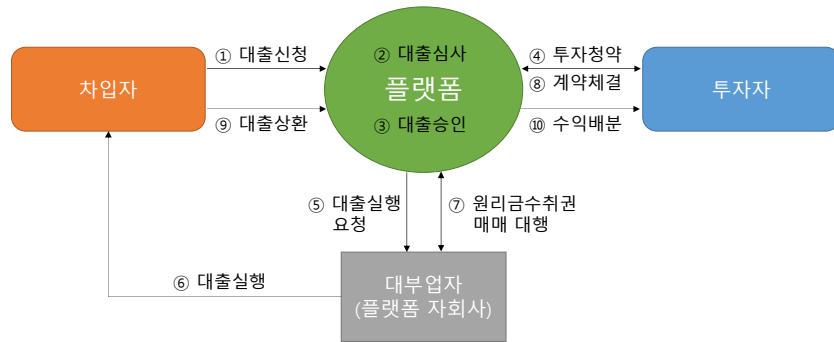 ① 대출신청
② 대출심사
④ 투자청약
차입자
플랫폼
⑧ 계약체결
투자자
⑨ 대출상환
③ 대출승인
⑩ 수익배분
⑤ 대출실행
요청
⑦ 원리금수취권
매매 대행
⑥ 대출실행
대부업자
(플랫폼 자회사)